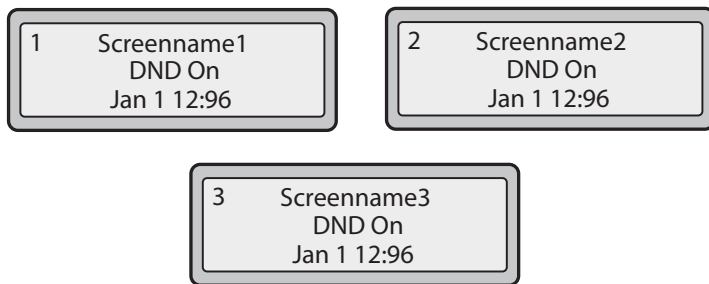 1 Screenname1
DND On
Jan 1 12:96
2 Screenname2
DND On
Jan 1 12:96
3 Screenname3
DND On
Jan 1 12:96